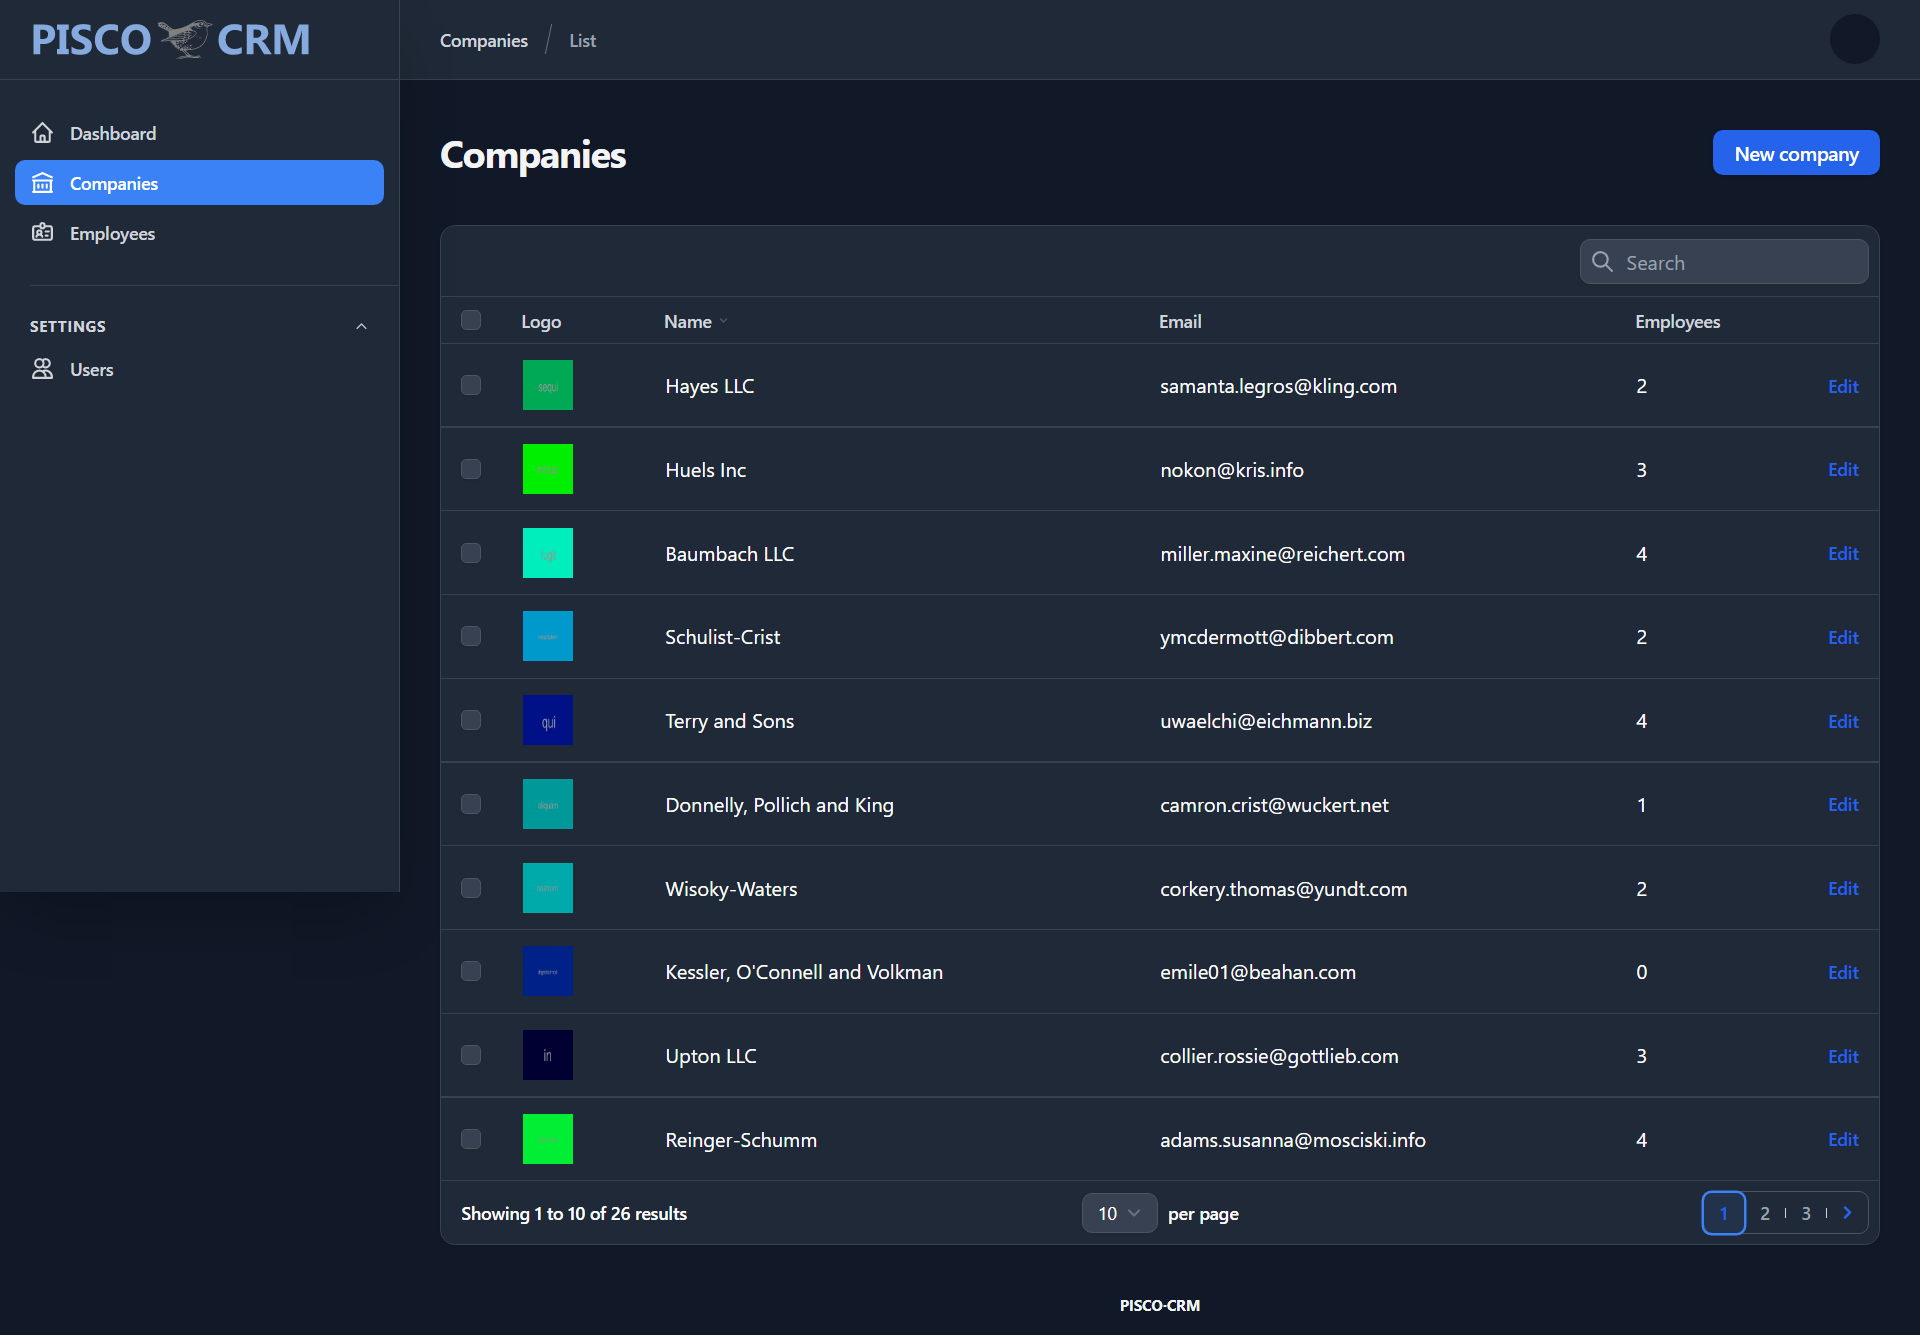 PISCO CRM
Companies / List
Dashboard
Companies
Employees
SETTINGS
Users
Companies
New company
Search
Logo Name Email Employees
sequi Hayes LLC samanta.legros@kling.com 2 Edit
Huels Inc nokon@kris.info 3 Edit
Baumbach LLC miller.maxine@reichert.com 4 Edit
Schulist-Crist ymcdermott@dibbert.com 2 Edit
qui Terry and Sons uwaelchi@eichmann.biz 4 Edit
aliquam Donnelly, Pollich and King camron.crist@wuckert.net 1 Edit
Wisoky-Waters corkery.thomas@yundt.com 2 Edit
Kessler, O'Connell and Volkman emile01@beahan.com 0 Edit
in Upton LLC collier.rossie@gottlieb.com 3 Edit
Reinger-Schumm adams.susanna@mosciski.info 4 Edit
Showing 1 to 10 of 26 results 10 per page 1 2 3
PISCO-CRM